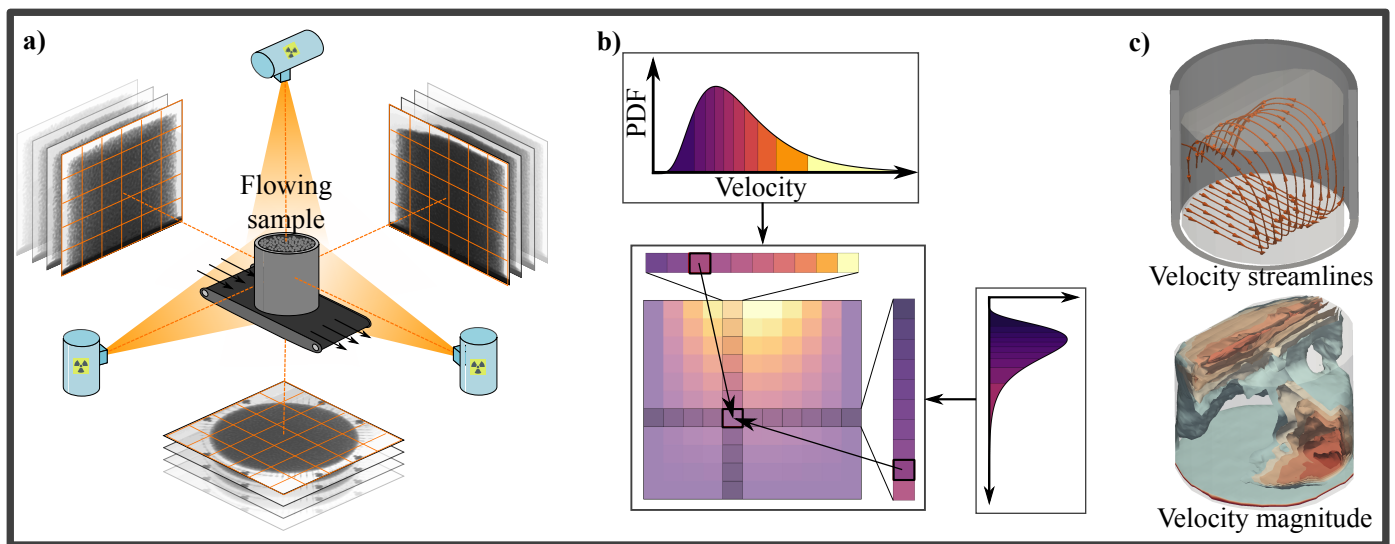 a)
Flowing
sample
b)
PDF
Velocity
c)
Velocity streamlines
Velocity magnitude